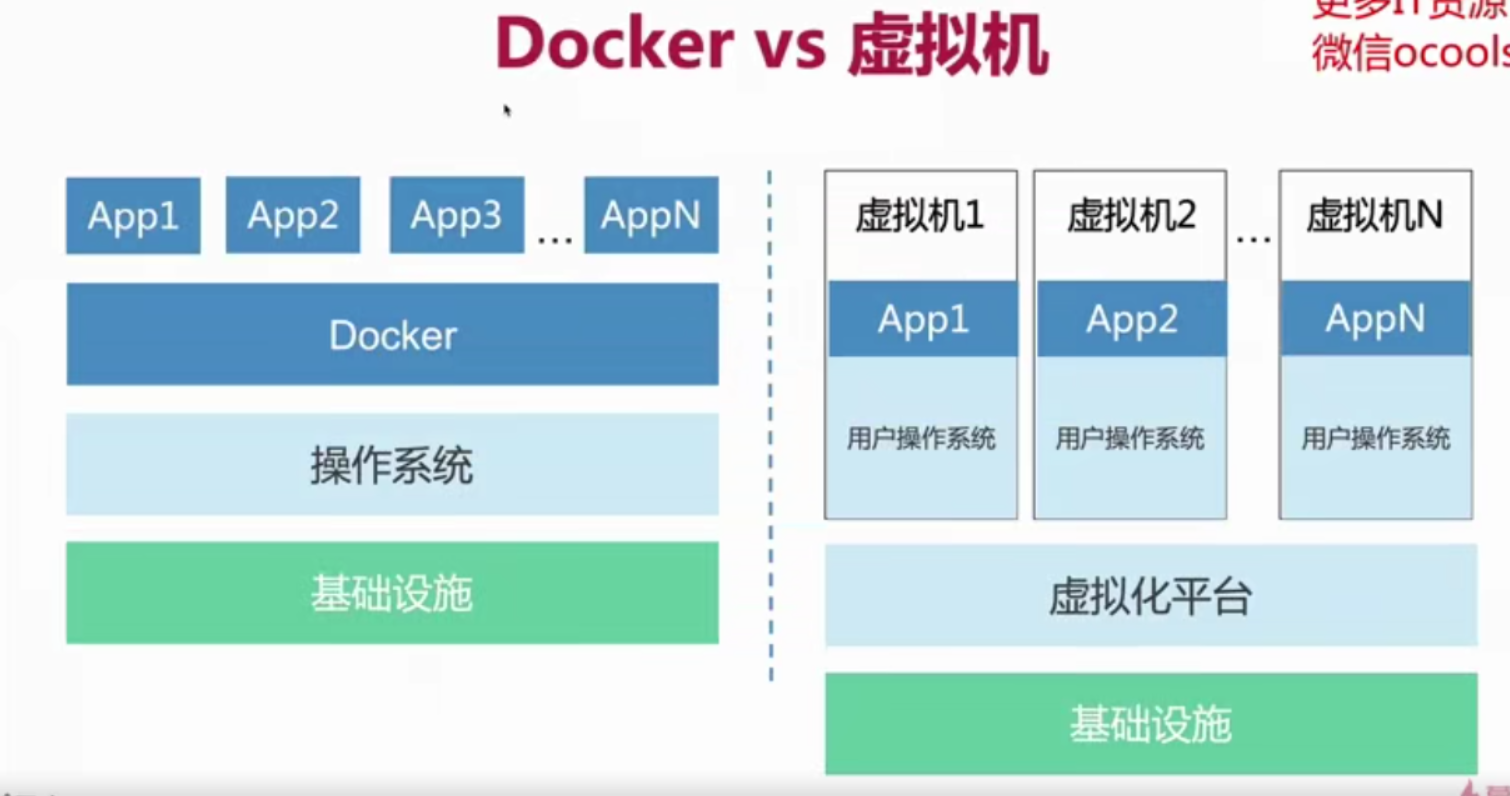 Docker vs 虚拟机
更多IT资源
微信ocools
App1 App2 App3 ... AppN
Docker
操作系统
基础设施
虚拟机1 虚拟机2 ... 虚拟机N
App1 App2 AppN
用户操作系统 用户操作系统 用户操作系统
虚拟化平台
基础设施